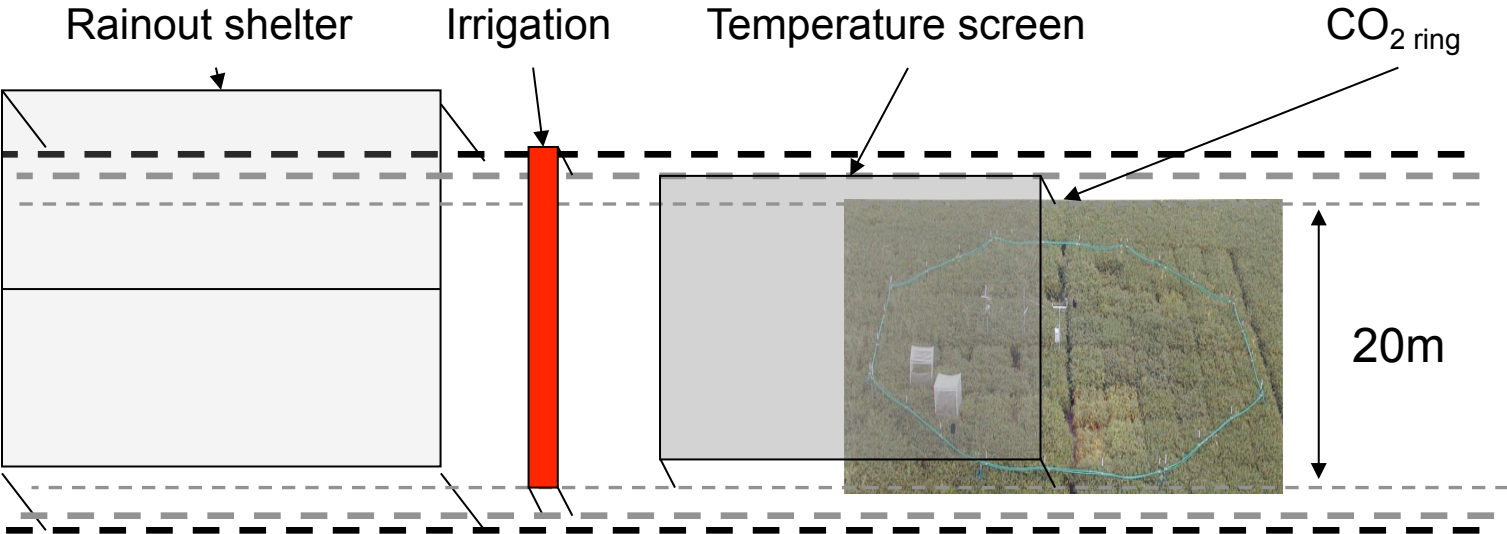 Rainout shelter
Irrigation
Temperature screen
CO2 ring
20m